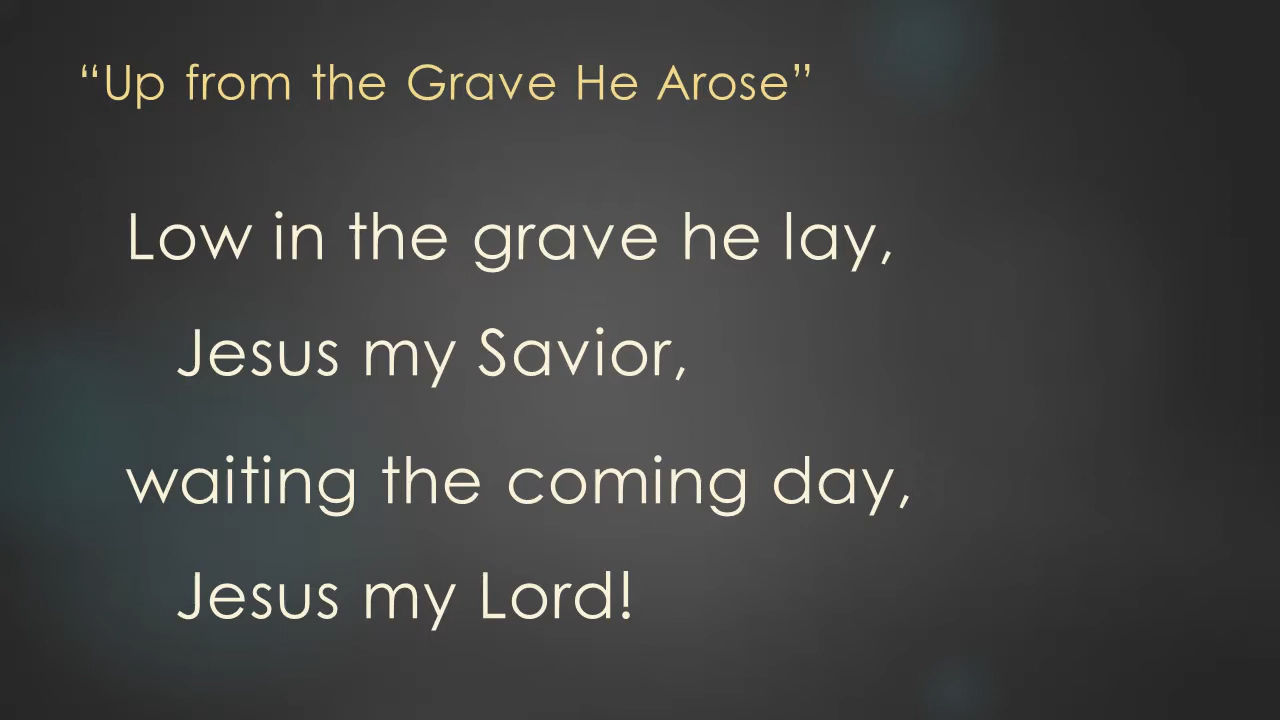 “Up from the Grave He Arose”
Low in the grave he lay,
Jesus my Savior,
waiting the coming day,
Jesus my Lord!